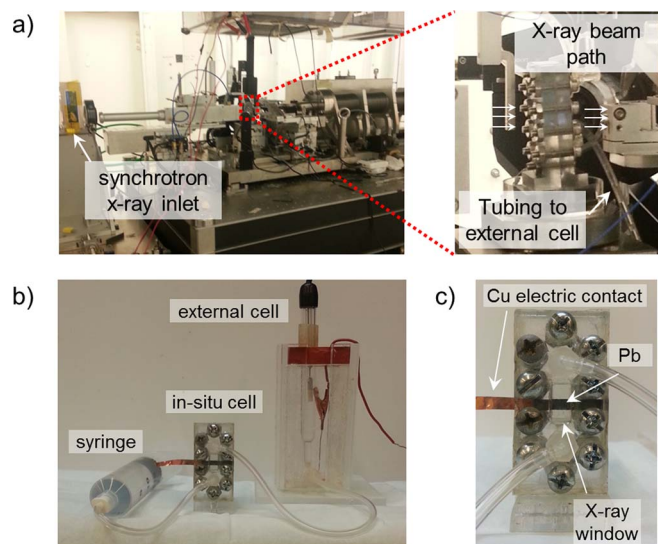 a)
X-ray beam
path
synchrotron
x-ray inlet
Tubing to
external cell
b)
external cell
in-situ cell
syringe
c)
Cu electric contact
Pb
X-ray
window